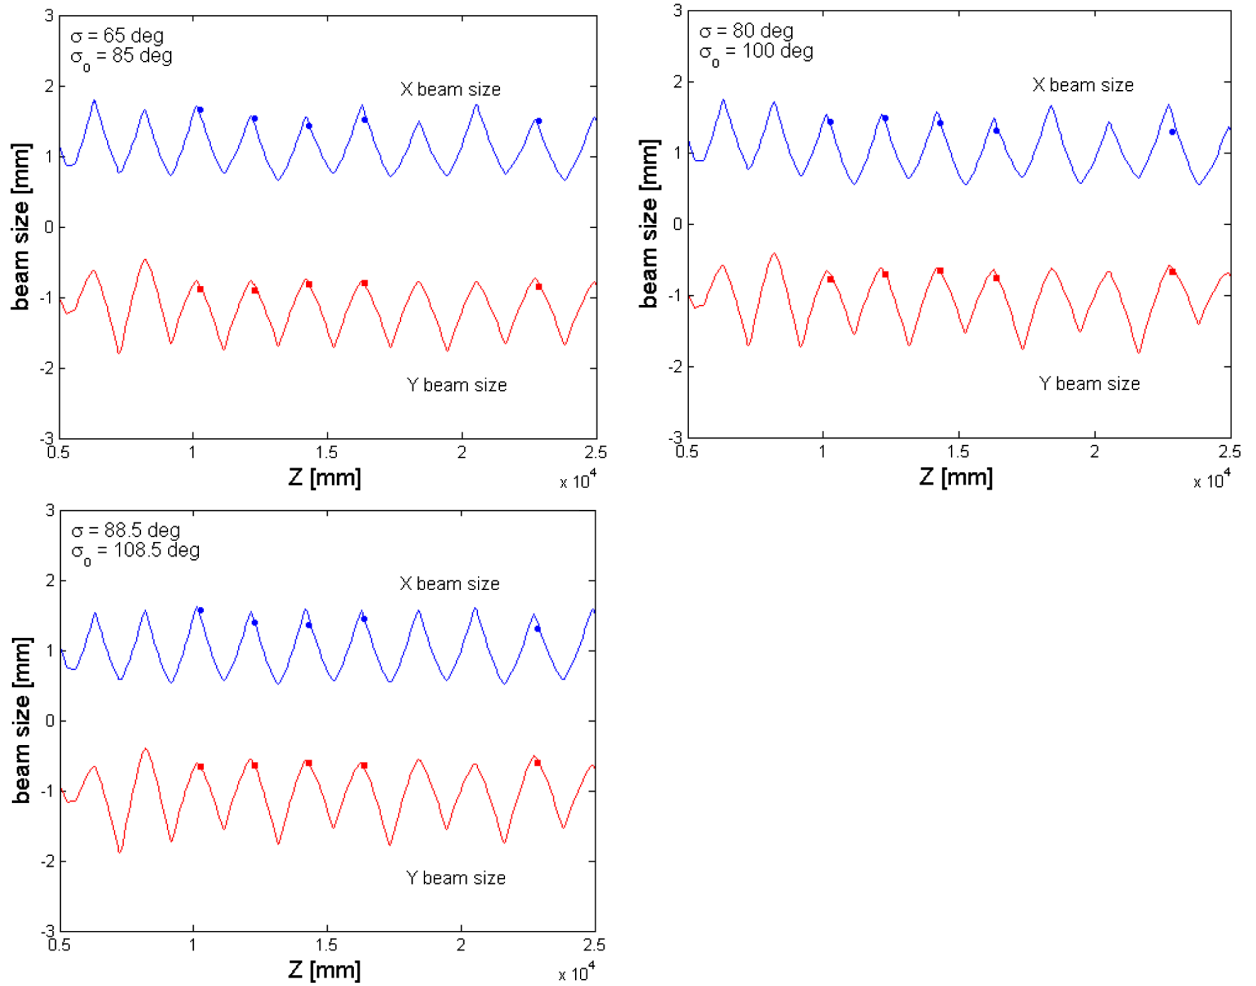 σ = 65 deg
σ0 = 85 deg
X beam size
Y beam size
beam size [mm]
3
2
1
0
-1
-2
-3
0.5 1 1.5 2 2.5
Z [mm]
x 10^4
σ = 80 deg
σ0 = 100 deg
X beam size
Y beam size
beam size [mm]
3
2
1
0
-1
-2
-3
0.5 1 1.5 2 2.5
Z [mm]
x 10^4
σ = 88.5 deg
σ0 = 108.5 deg
X beam size
Y beam size
beam size [mm]
3
2
1
0
-1
-2
-3
0.5 1 1.5 2 2.5
Z [mm]
x 10^4